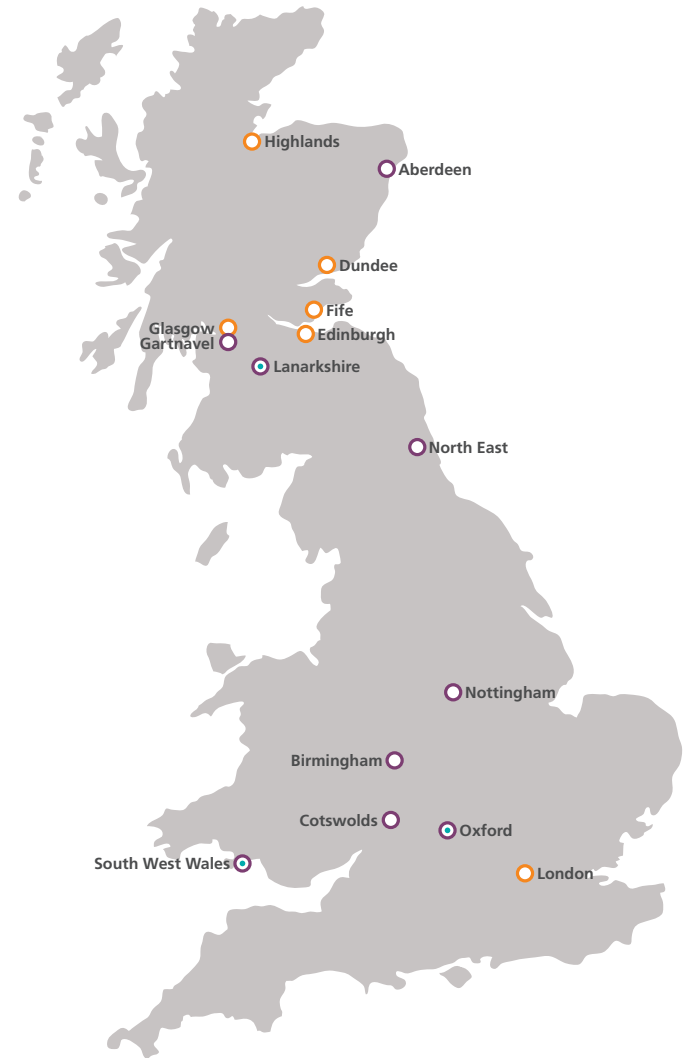 Highlands
Aberdeen
Dundee
Fife
Glasgow
Edinburgh
Gartnavel
Lanarkshire
North East
Nottingham
Birmingham
Cotswolds
Oxford
South West Wales
London